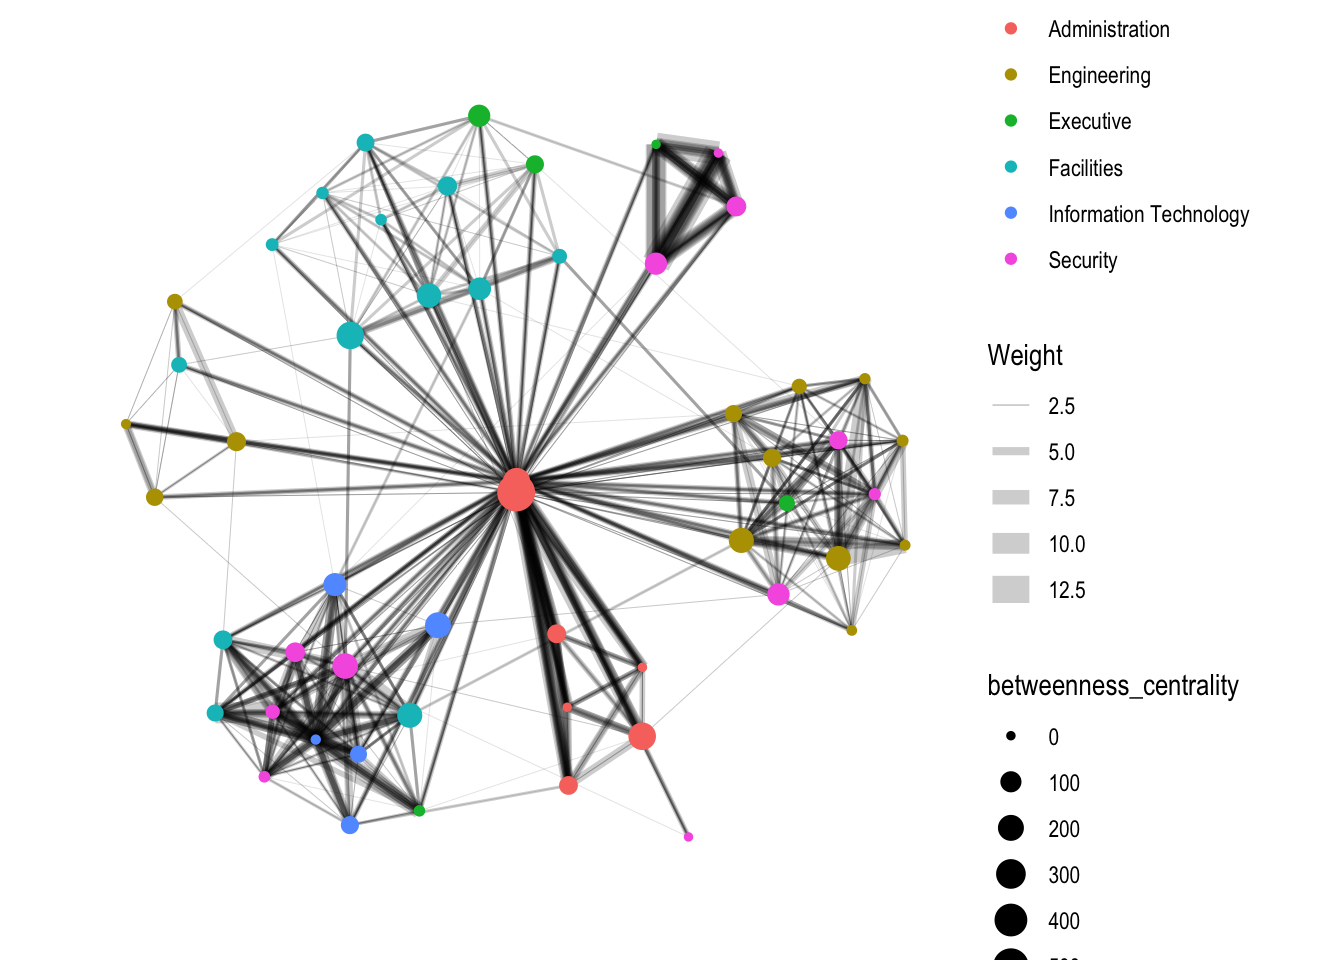 Administration
Engineering
Executive
Facilities
Information Technology
Security
Weight
2.5
5.0
7.5
10.0
12.5
betweenness_centrality
0
100
200
300
400